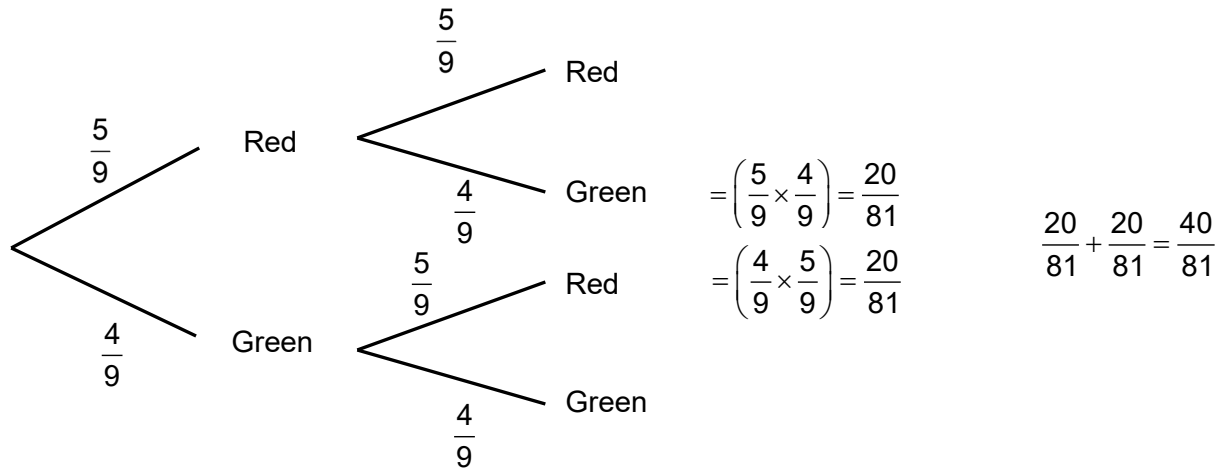 5/9
Red
4/9
Green
5/9
Red
4/9
Green
= (5/9 × 4/9) = 20/81
5/9
Red
= (4/9 × 5/9) = 20/81
4/9
Green
20/81 + 20/81 = 40/81